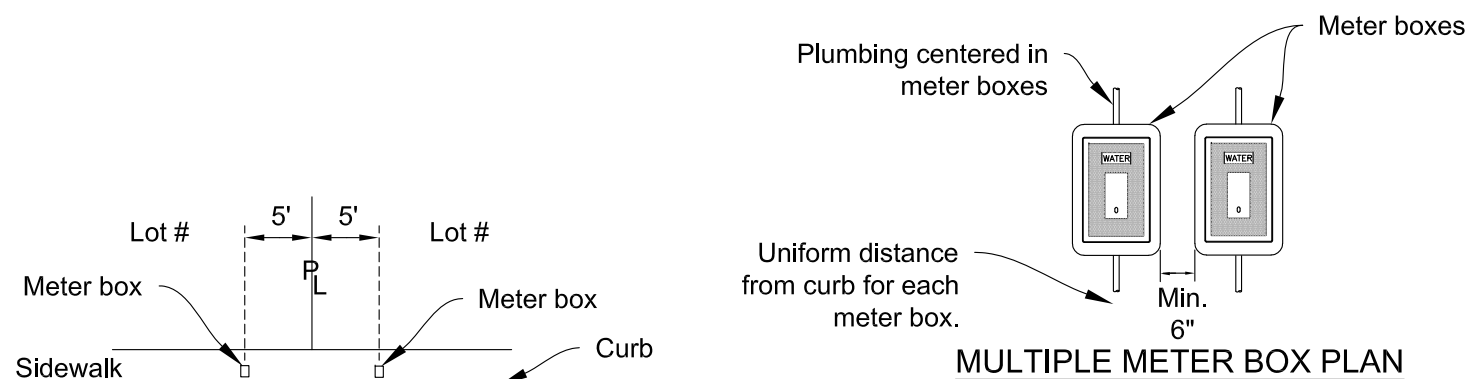 Lot #
5'
5'
Lot #
PL
Meter box
Meter box
Sidewalk
Curb
Plumbing centered in
meter boxes
Meter boxes
WATER
0
WATER
0
Uniform distance
from curb for each
meter box.
Min.
6"
MULTIPLE METER BOX PLAN